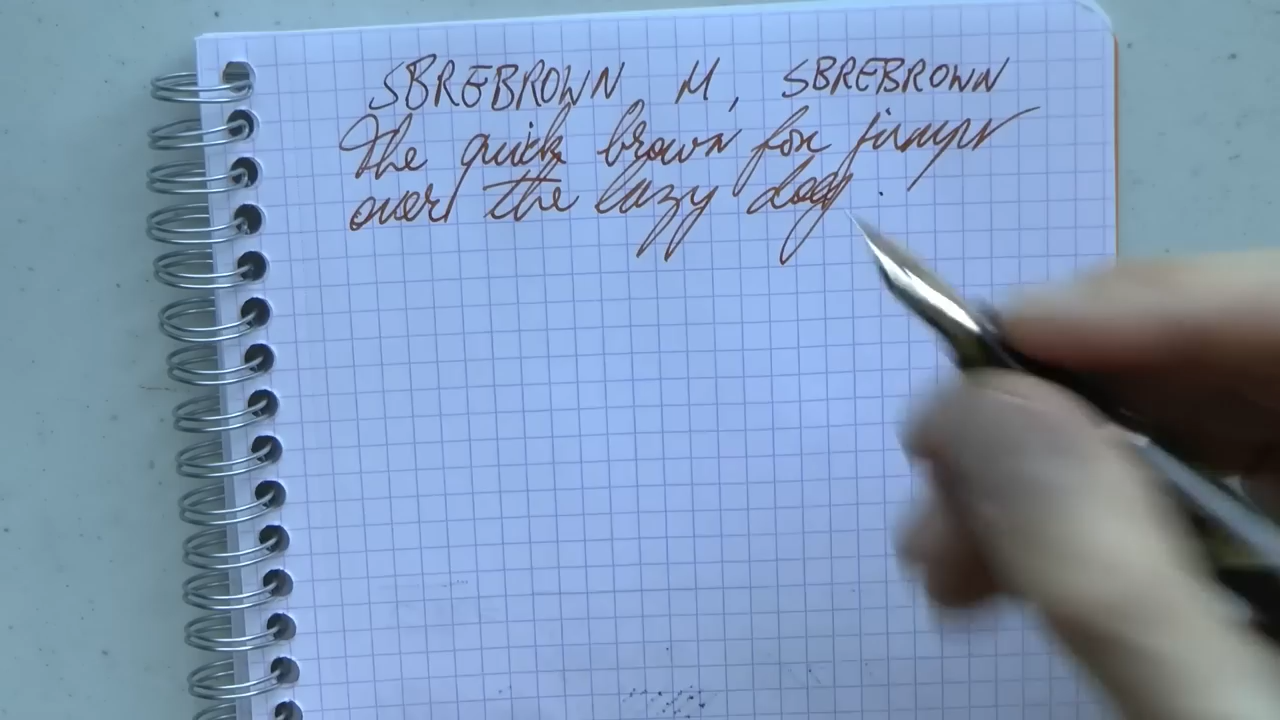 SBREBROWN M, SBREBROWN
The quick brown fox jumps
over the lazy dog.